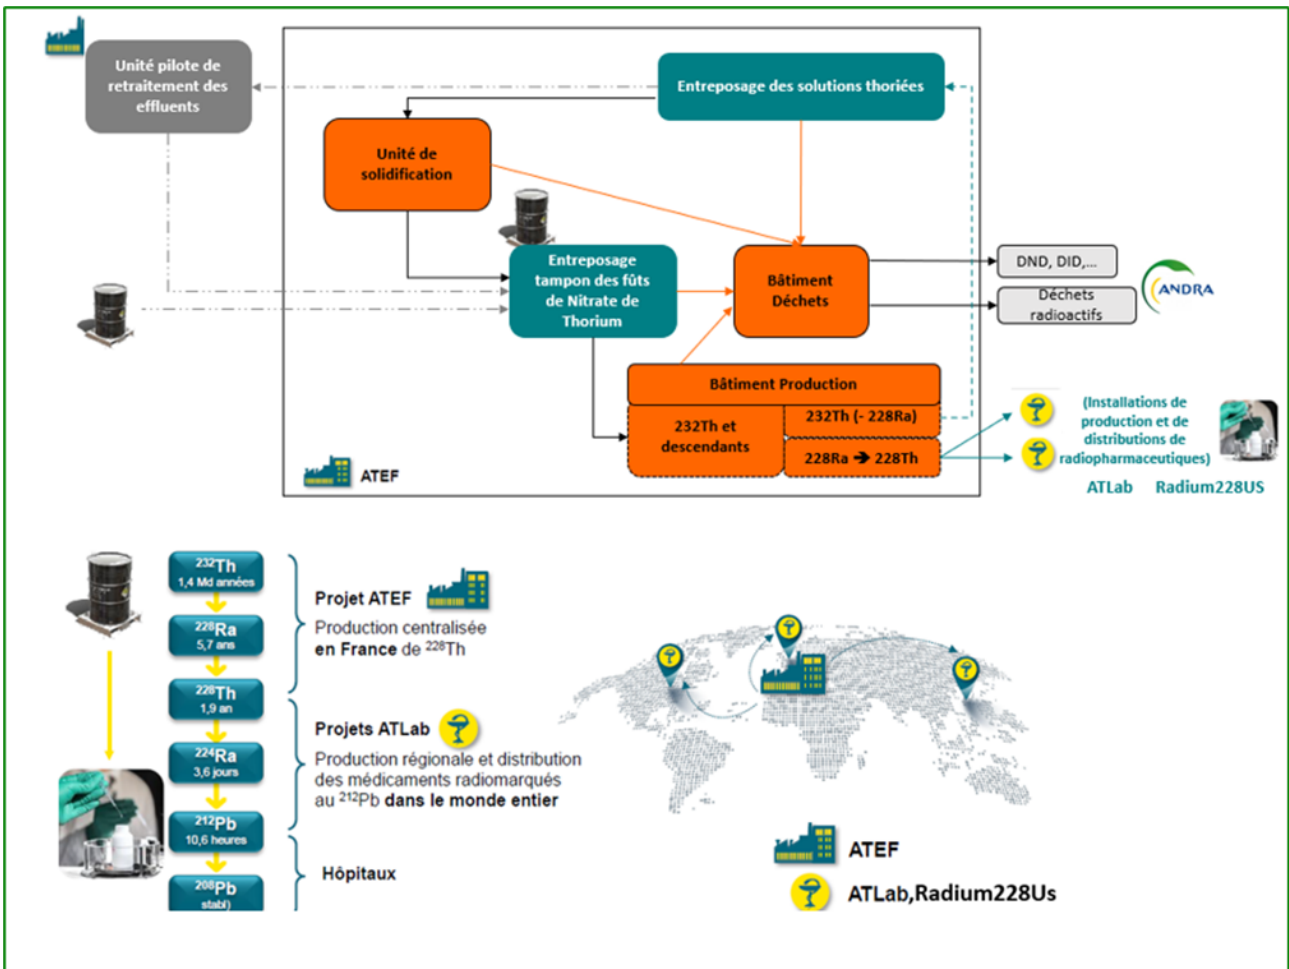 Unité pilote de
retraitement des
effluents
Entreposage des solutions thoriées
Unité de
solidification
Entreposage
tampon des fûts
de Nitrate de
Thorium
Bâtiment
Déchets
DND, DID,...
Déchets
radioactifs
ANDRA
Bâtiment Production
232Th et
descendants
232Th (- 228Ra)
228Ra ➔ 228Th
(Installations de
production et de
distributions de
radiopharmaceutiques)
ATLab Radium228US
ATEF
²³²Th
1,4 Md années
²²⁸Ra
5,7 ans
²²⁸Th
1,9 an
²²⁴Ra
3,6 jours
²¹²Pb
10,6 heures
²⁰⁸Pb
stabl)
Projet ATEF
Production centralisée
en France de ²²⁸Th
Projets ATLab
Production régionale et distribution
des médicaments radiomarqués
au ²¹²Pb dans le monde entier
Hôpitaux
ATEF
ATLab,Radium228Us